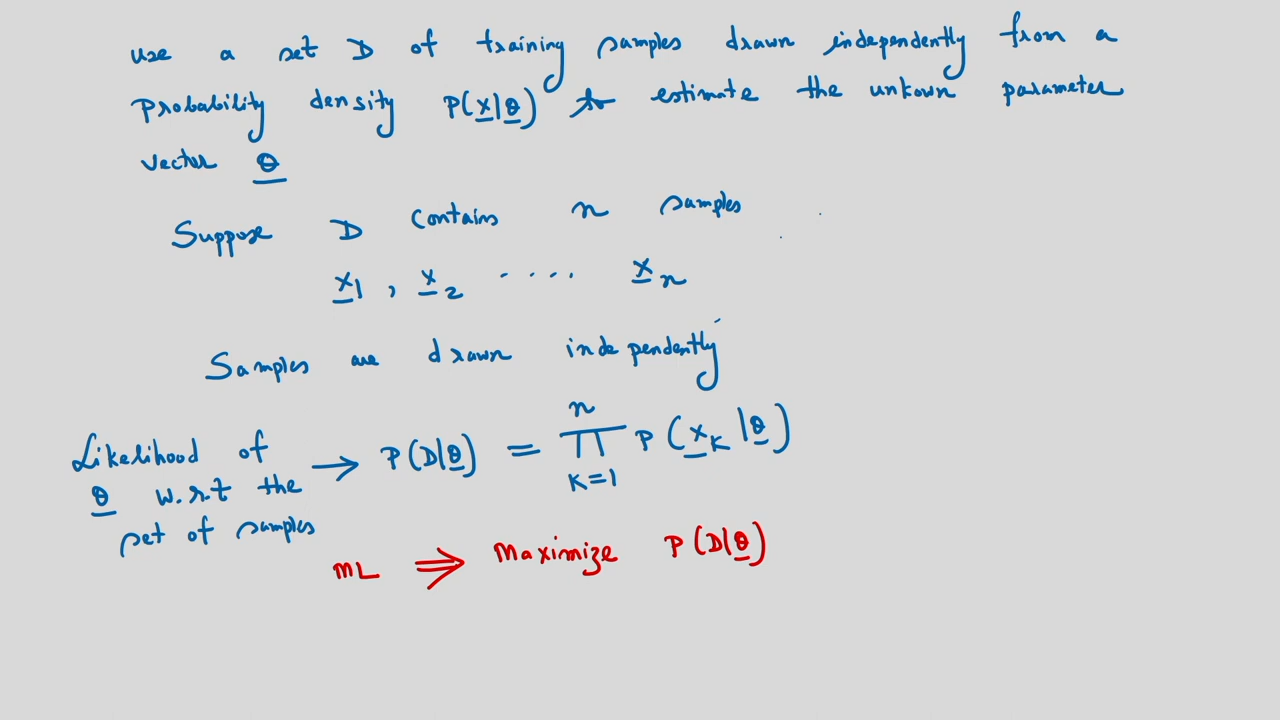 use a set D of training samples drawn independently from a
Probability density P(x|θ) to estimate the unkown parameter
vector θ
Suppose D contains n samples
x1, x2 ..... xn
Samples are drawn independently
Likelihood of θ w.r.t the set of samples → P(D|θ) = ∏_{K=1}^{n} P(x_K|θ)
ML ⇒ Maximize P(D|θ)